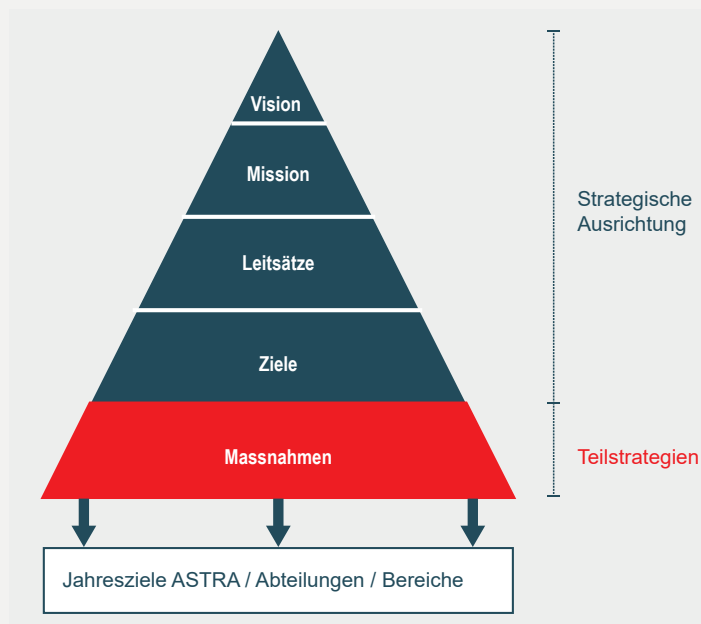 Vision
Mission
Leitsätze
Ziele
Massnahmen
Strategische
Ausrichtung
Teilstrategien
Jahresziele ASTRA / Abteilungen / Bereiche